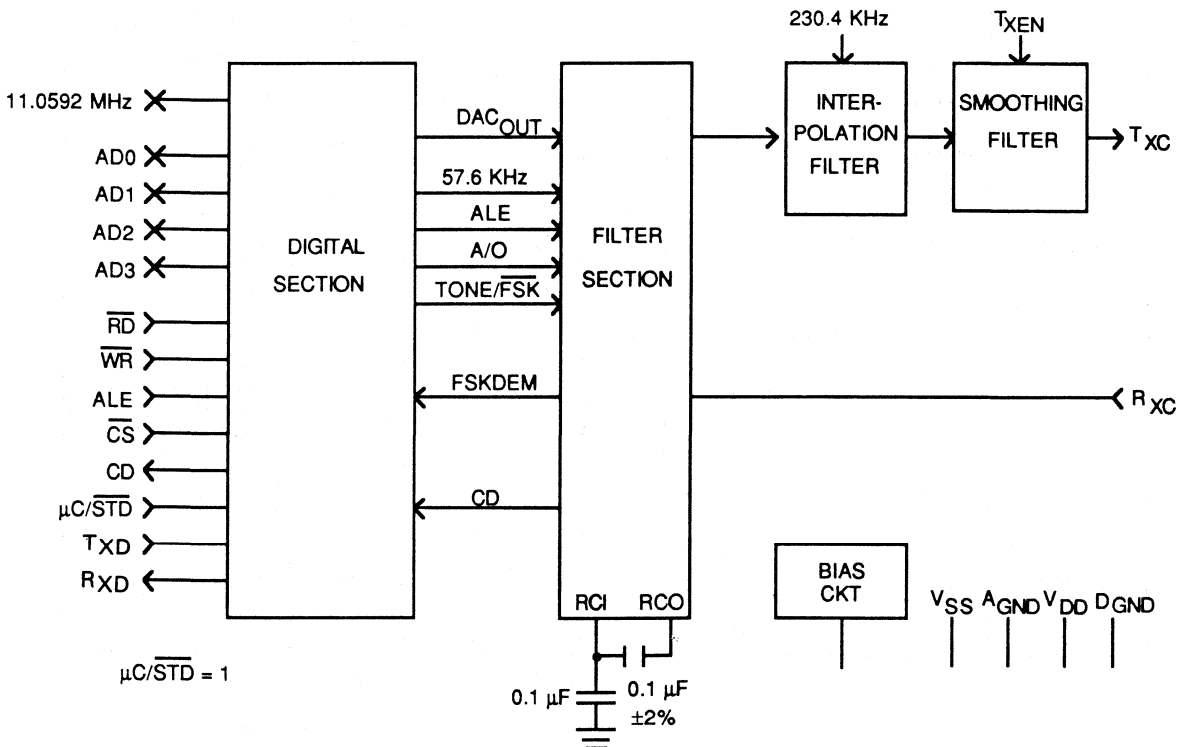 230.4 KHz
TXEN
11.0592 MHz
AD0
AD1
AD2
AD3
RD
WR
ALE
CS
CD
μC/STD
TXD
RXD
DIGITAL
SECTION
DACOUT
57.6 KHz
ALE
A/O
TONE/FSK
FSKDEM
CD
FILTER
SECTION
RCI RCO
INTER-
POLATION
FILTER
SMOOTHING
FILTER
TXC
RXC
BIAS
CKT
VSS AGND VDD DGND
μC/STD = 1
0.1 μF
0.1 μF
±2%